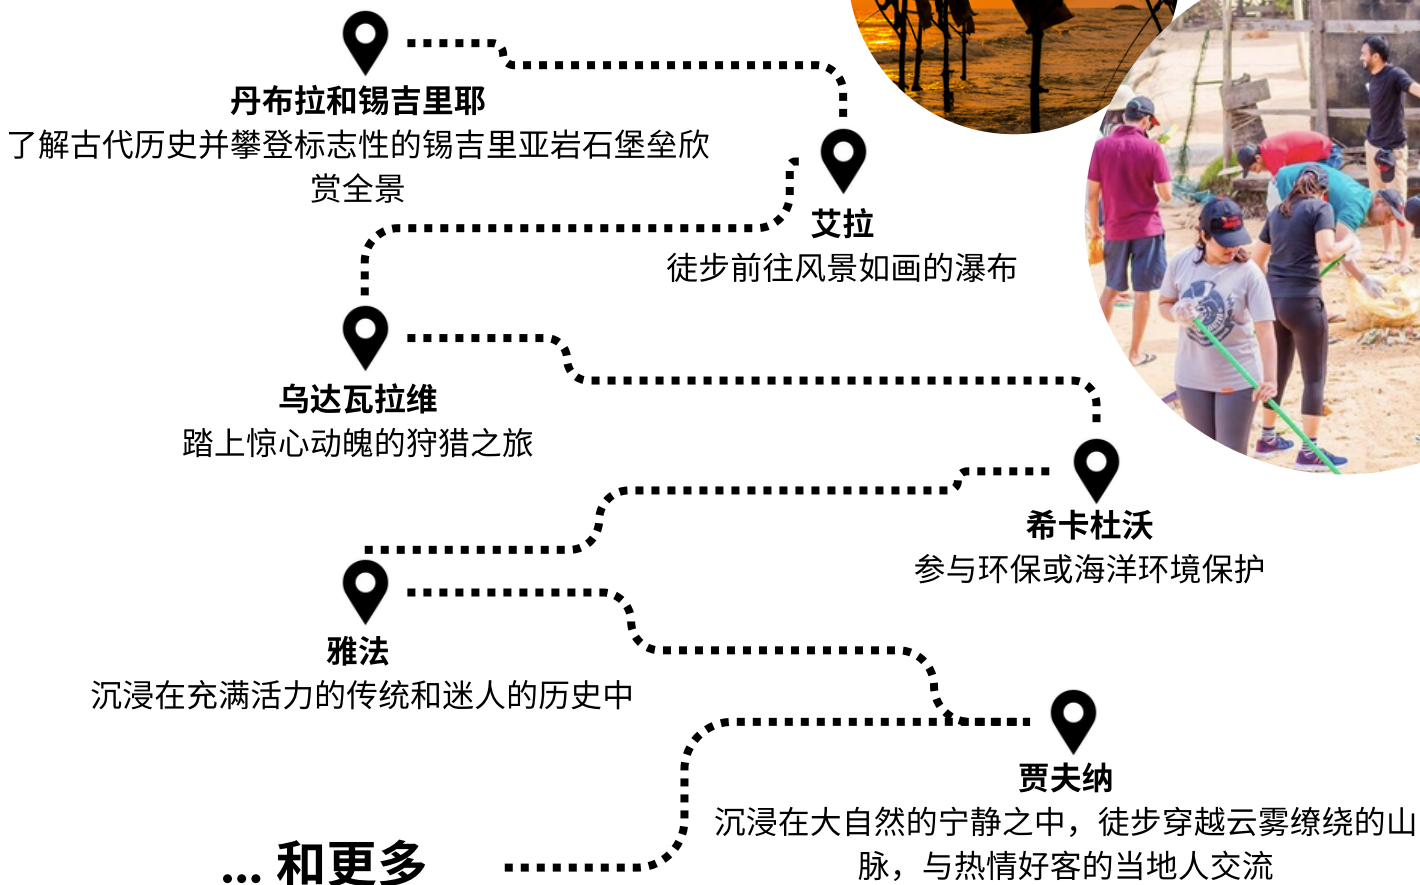 丹布拉和锡吉里耶
了解古代历史并攀登标志性的锡吉里亚岩石堡垒欣
赏全景
艾拉
徒步前往风景如画的瀑布
乌达瓦拉维
踏上惊心动魄的狩猎之旅
希卡杜沃
参与环保或海洋环境保护
雅法
沉浸在充满活力的传统和迷人的历史中
贾夫纳
沉浸在大自然的宁静之中，徒步穿越云雾缭绕的山
脉，与热情好客的当地人交流
... 和更多